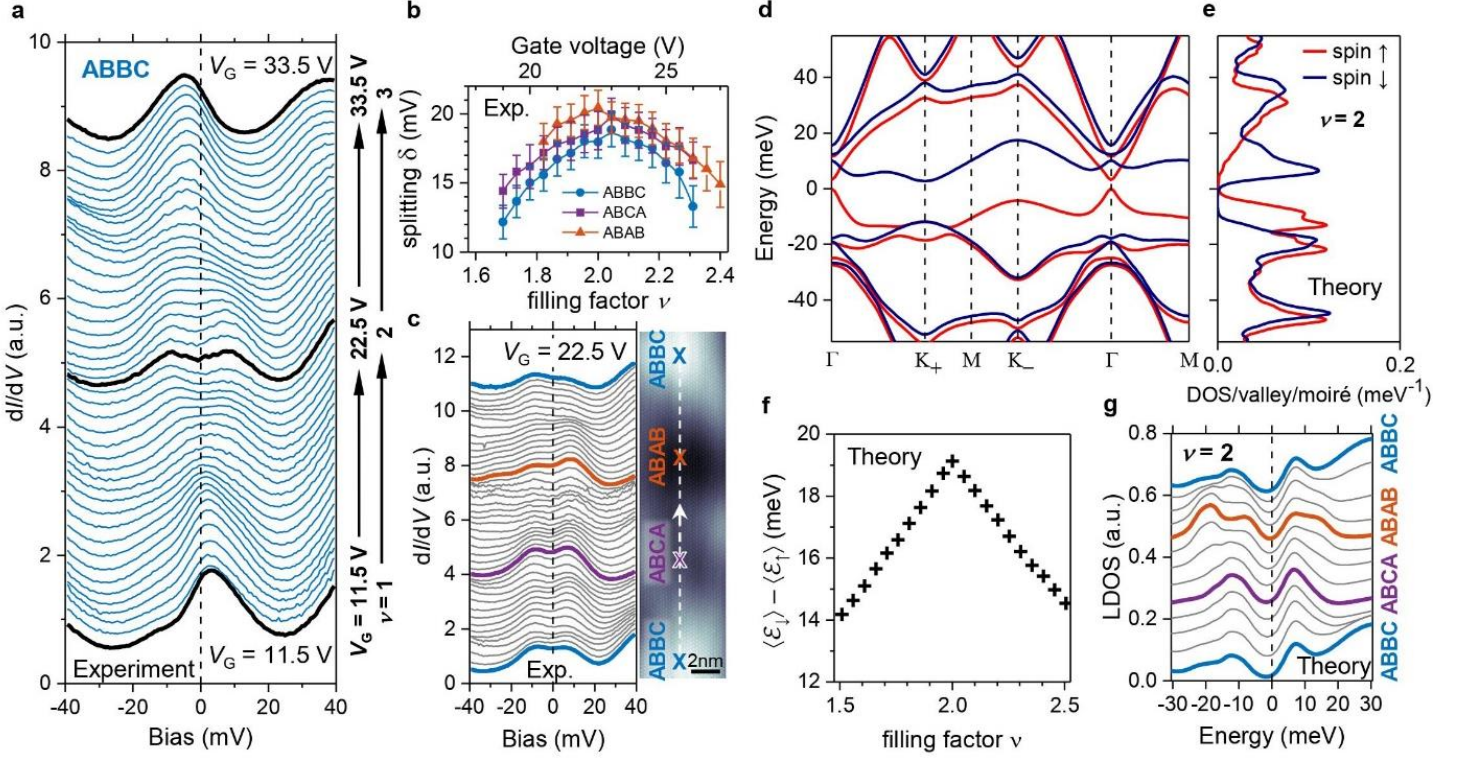 a
10
8
6
4
2
0
dI/dV (a.u.)
ABBC
VG = 33.5 V
Experiment
VG = 11.5 V
-40 -20 0 20 40
Bias (mV)
VG = 11.5 V
22.5 V
33.5 V
ν = 1
2
3
b
Gate voltage (V)
20 25
Exp.
22
20
15
10
splitting δ (mV)
ABBC
ABCA
ABAB
1.6 1.8 2.0 2.2 2.4
filling factor ν
c
VG = 22.5 V
12
10
8
6
4
2
0
dI/dV (a.u.)
Exp.
-40 -20 0 20 40
Bias (mV)
ABBC
ABAB
ABCA
ABBC
X
X
X
X
2nm
d
40
20
0
-20
-40
Energy (meV)
Γ K+ M K− Γ M
e
spin ↑
spin ↓
ν = 2
Theory
0.0 0.2
DOS/valley/moiré (meV-1)
f
20
18
16
14
12
Theory
⟨ℰ↓⟩ − ⟨ℰ↑⟩ (meV)
1.5 2.0 2.5
filling factor ν
g
0.8
0.6
0.4
0.2
0.0
LDOS (a.u.)
ν = 2
Theory
-30 -20 -10 0 10 20 30
Energy (meV)
ABBC
ABAB
ABCA
ABBC